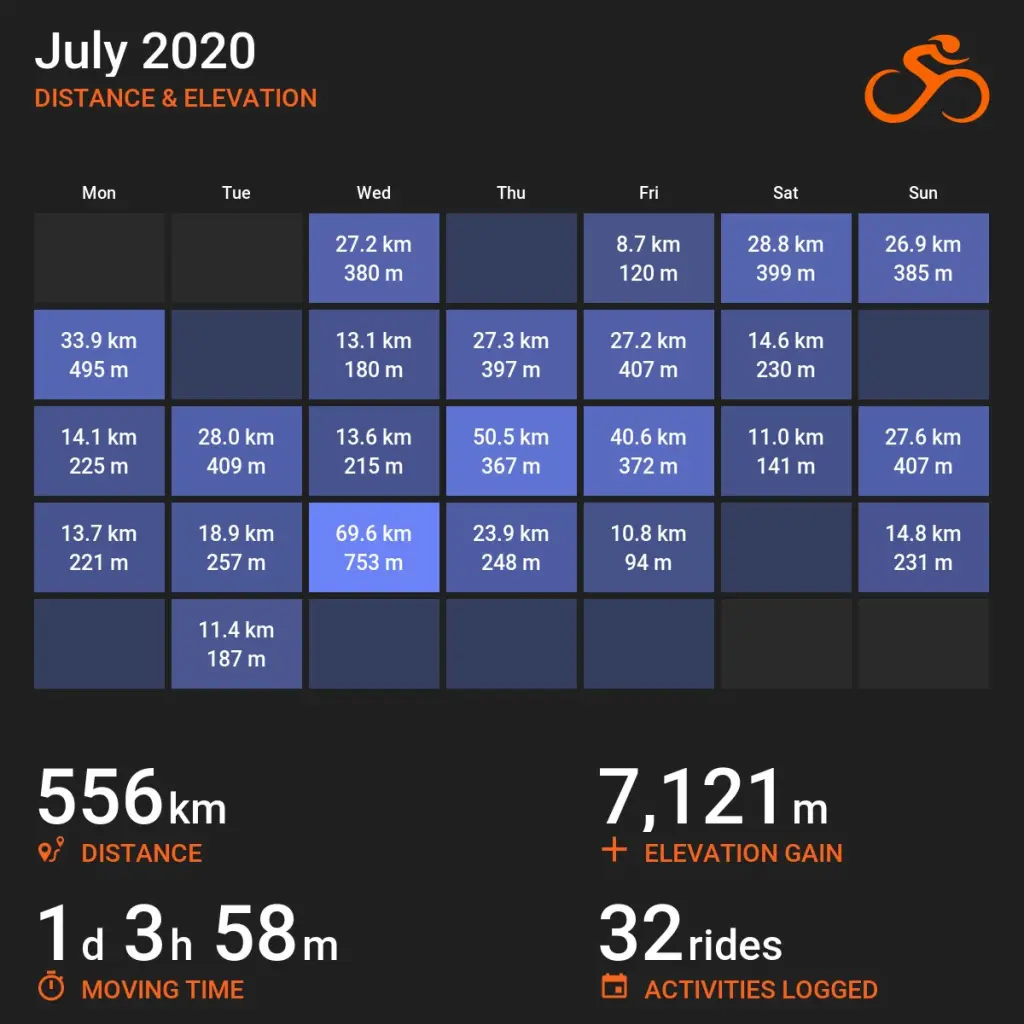 July 2020
DISTANCE & ELEVATION
Mon Tue Wed Thu Fri Sat Sun
27.2 km 8.7 km 28.8 km 26.9 km
380 m 120 m 399 m 385 m
33.9 km 13.1 km 27.3 km 27.2 km 14.6 km
495 m 180 m 397 m 407 m 230 m
14.1 km 28.0 km 13.6 km 50.5 km 40.6 km 11.0 km 27.6 km
225 m 409 m 215 m 367 m 372 m 141 m 407 m
13.7 km 18.9 km 69.6 km 23.9 km 10.8 km 14.8 km
221 m 257 m 753 m 248 m 94 m 231 m
11.4 km
187 m
556 km 7,121 m
DISTANCE + ELEVATION GAIN
1 d 3 h 58 m 32 rides
MOVING TIME ACTIVITIES LOGGED